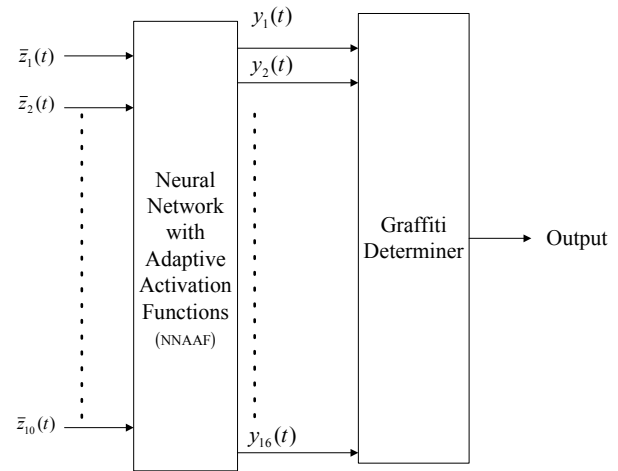 y₁(t)
z̄₁(t)
y₂(t)
z̄₂(t)
Neural
Network
with
Adaptive
Activation
Functions
(NNAAF)
Graffiti
Determiner
Output
z̄₁₀(t)
y₁₆(t)